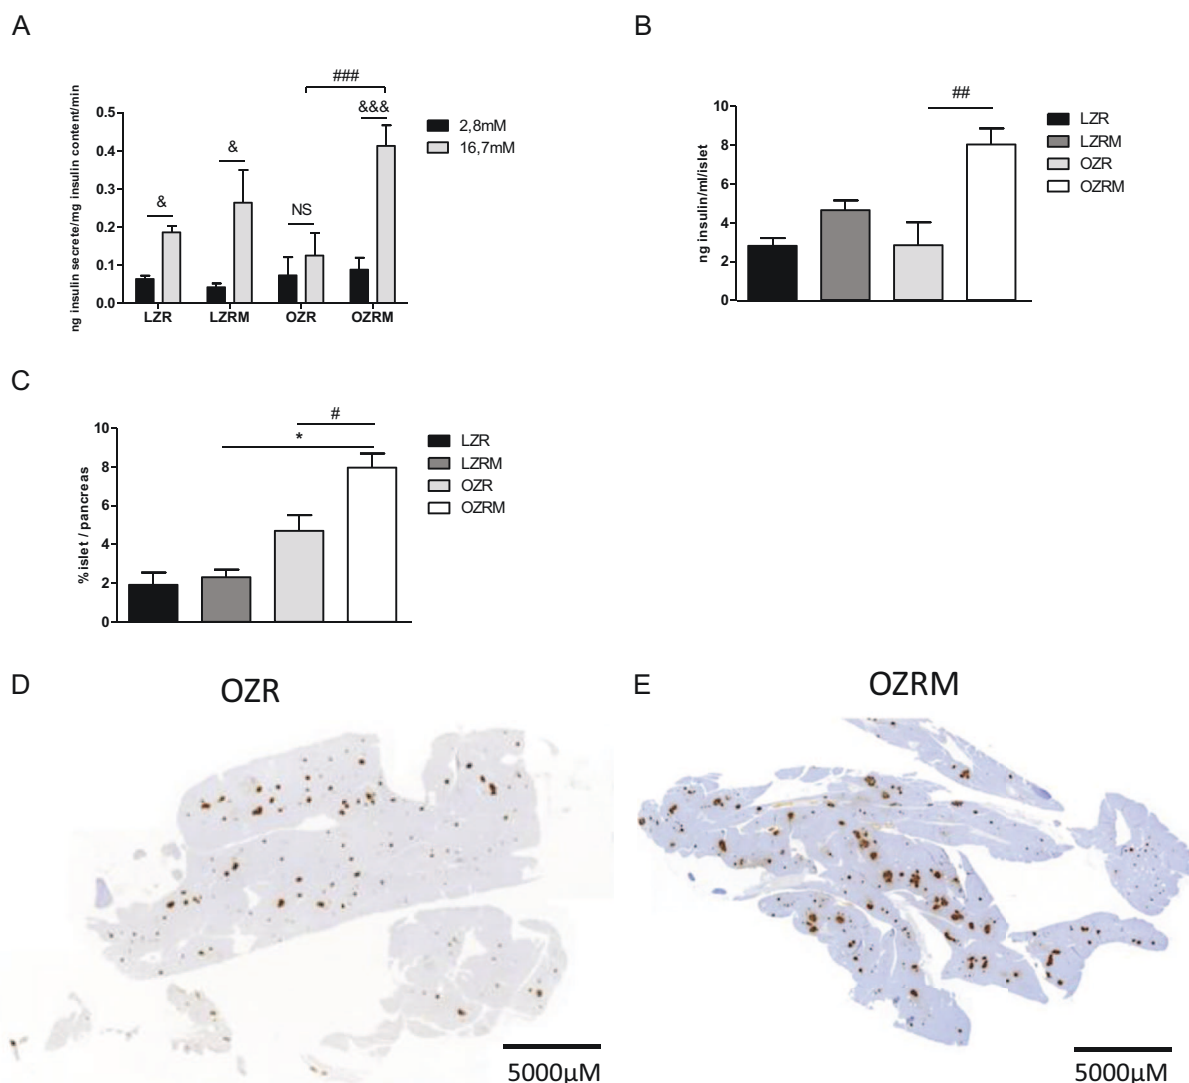 A
ng insulin secrete/mg insulin content/min
0.5
0.4
0.3
0.2
0.1
0.0
&
&
NS
&&&
###
LZR
LZRM
OZR
OZRM
2,8mM
16,7mM
B
ng insulin/ml/islet
10
8
6
4
2
0
##
LZR
LZRM
OZR
OZRM
C
% islet / pancreas
10
8
6
4
2
0
*
#
LZR
LZRM
OZR
OZRM
D
OZR
5000µM
E
OZRM
5000µM